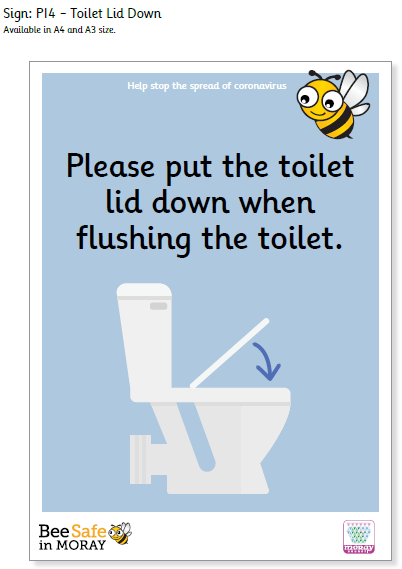 Sign: PI4 – Toilet Lid Down
Available in A4 and A3 size.
Help stop the spread of coronavirus
Please put the toilet
lid down when
flushing the toilet.
Bee Safe
in MORAY
moray